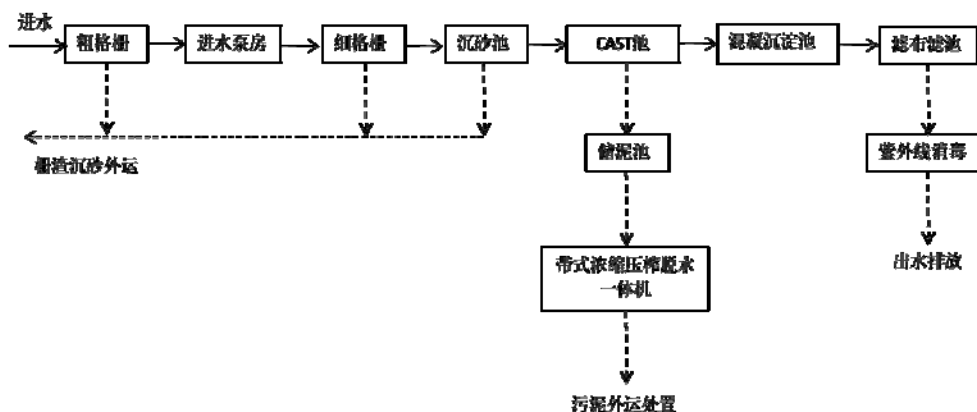 进水
粗格栅
进水泵房
细格栅
沉砂池
CAST池
混凝沉淀池
滤布滤池
栅渣沉砂外运
储泥池
紫外线消毒
带式浓缩压榨脱水
一体机
出水排放
污泥外运处置